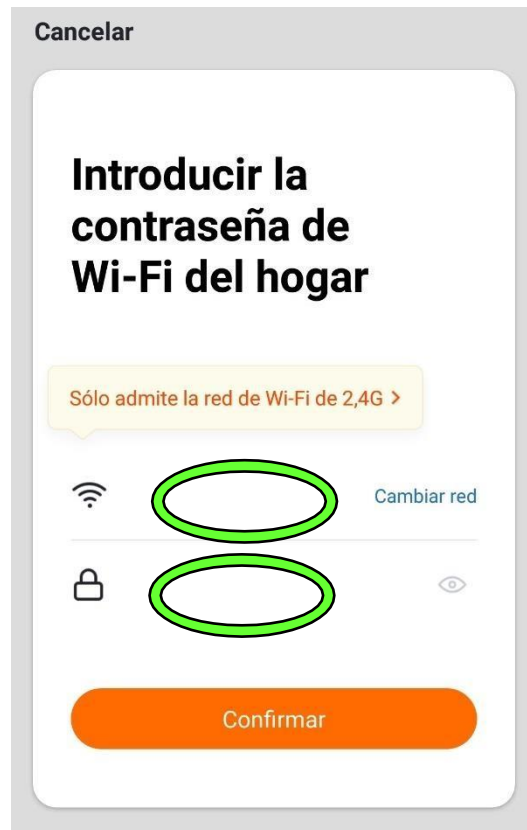 Cancelar
Introducir la
contraseña de
Wi-Fi del hogar
Sólo admite la red de Wi-Fi de 2,4G >
Cambiar red
Confirmar